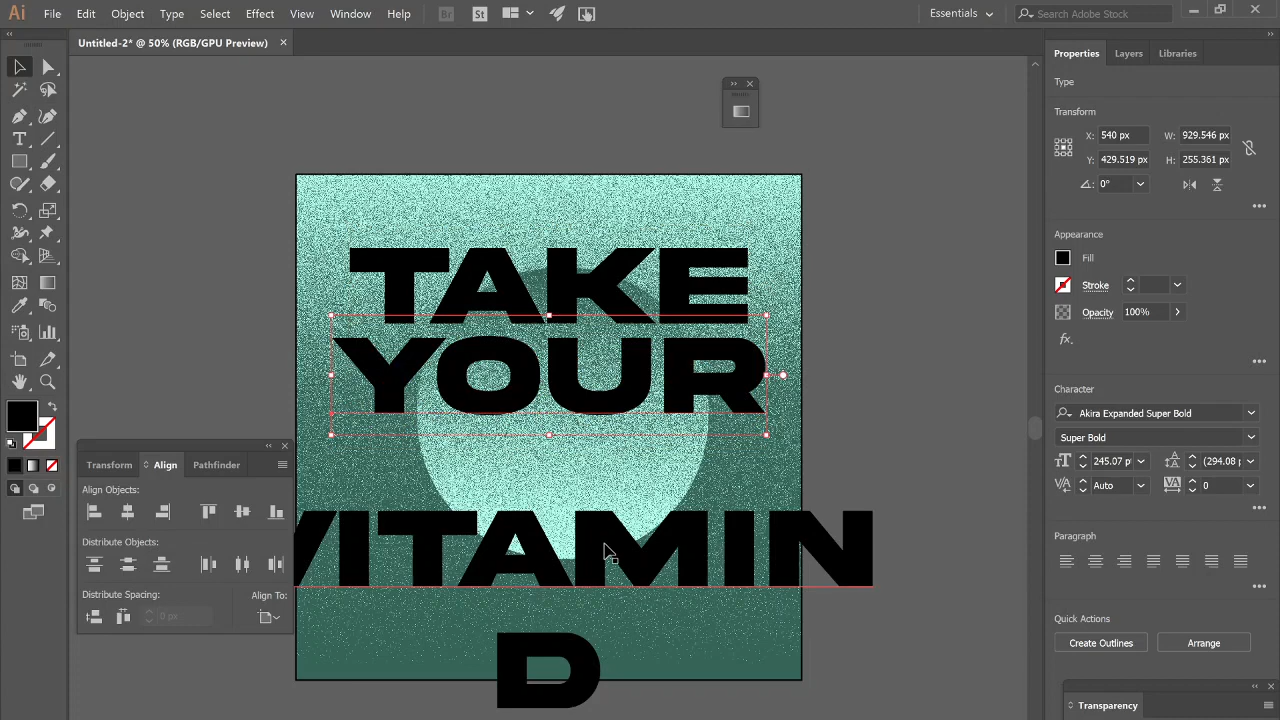 Ai File Edit Object Type Select Effect View Window Help Br St Essentials Search Adobe Stock
Untitled-2* @ 50% (RGB/GPU Preview)
Properties Layers Libraries
Type
Transform
X: 540 px W: 929.546 px
Y: 429.519 px H: 255.361 px
0°
Appearance
Fill
Stroke
Opacity 100%
fx.
Character
Akira Expanded Super Bold
Super Bold
245.07 pt (294.08 p
Auto 0
Paragraph
Quick Actions
Create Outlines Arrange
Transparency
TAKE
YOUR
VITAMIN
D
Transform Align Pathfinder
Align Objects:
Distribute Objects:
Distribute Spacing: Align To:
0 px